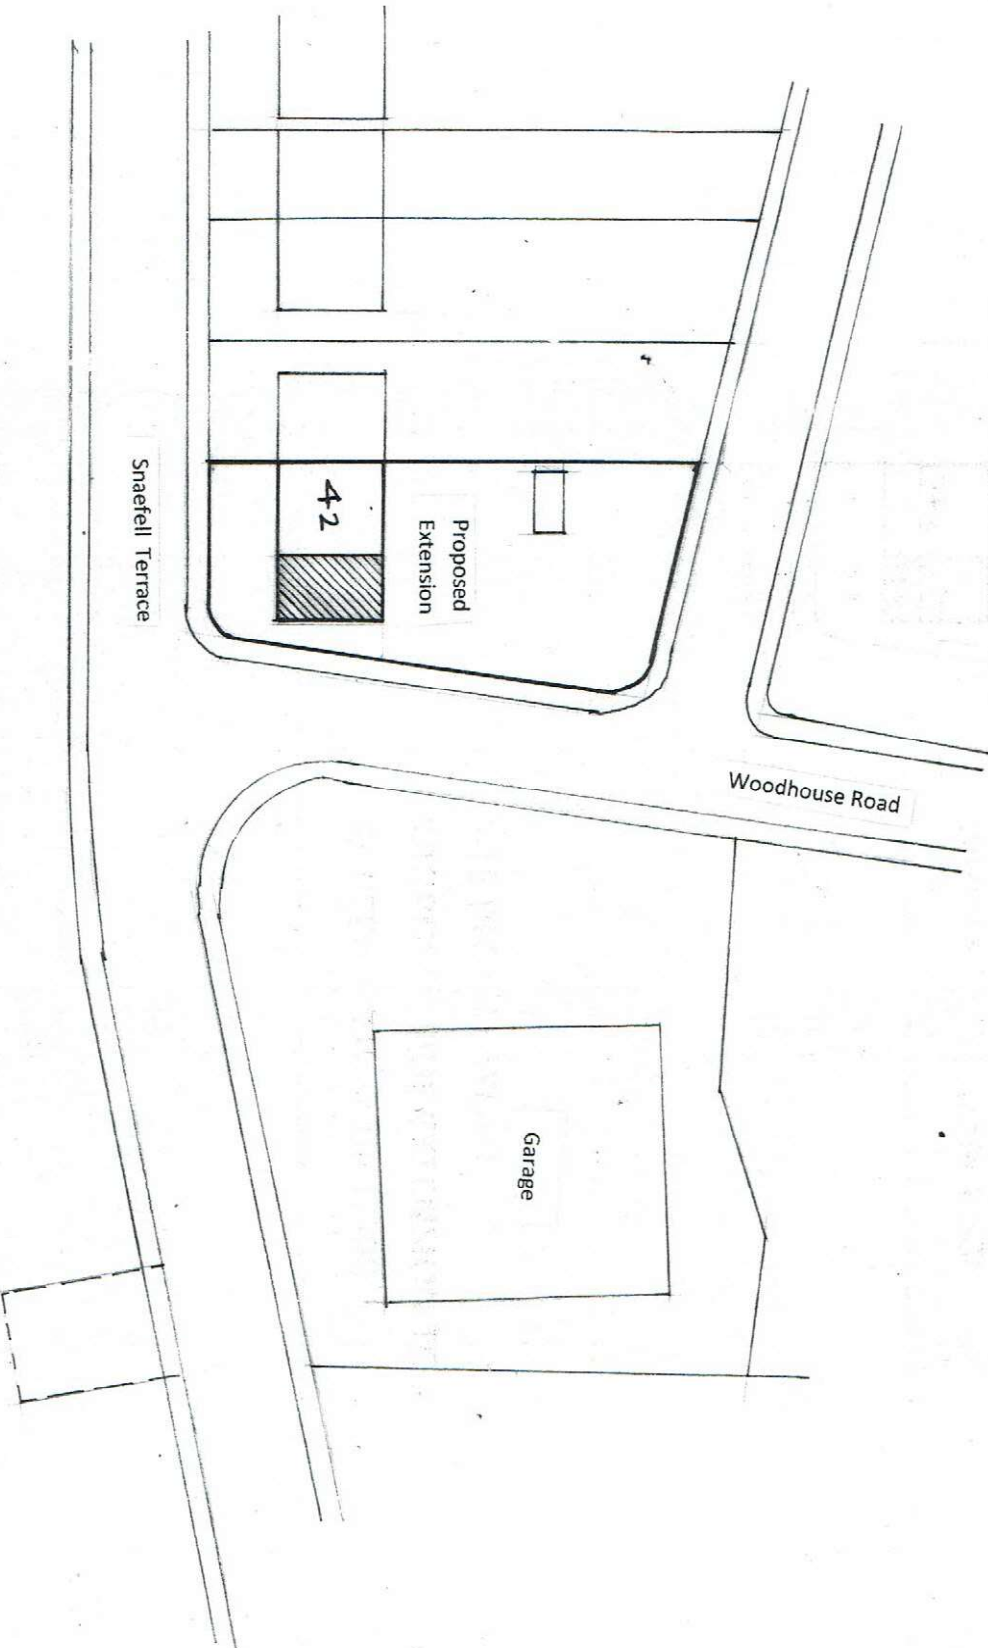 Snaefell Terrace
42
Proposed
Extension
Woodhouse Road
Garage